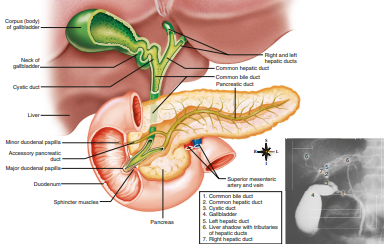 Corpus (body)
of gallbladder
Neck of
gallbladder
Cystic duct
Liver
Minor duodenal papilla
Accessory pancreatic
duct
Major duodenal papilla
Duodenum
Sphincter muscles
Pancreas
Right and left
hepatic ducts
Common hepatic duct
Common bile duct
Pancreatic duct
Superior mesenteric
artery and vein
1. Common bile duct
2. Common hepatic duct
3. Cystic duct
4. Gallbladder
5. Left hepatic duct
6. Liver shadow with tributaries
of hepatic ducts
7. Right hepatic duct
4